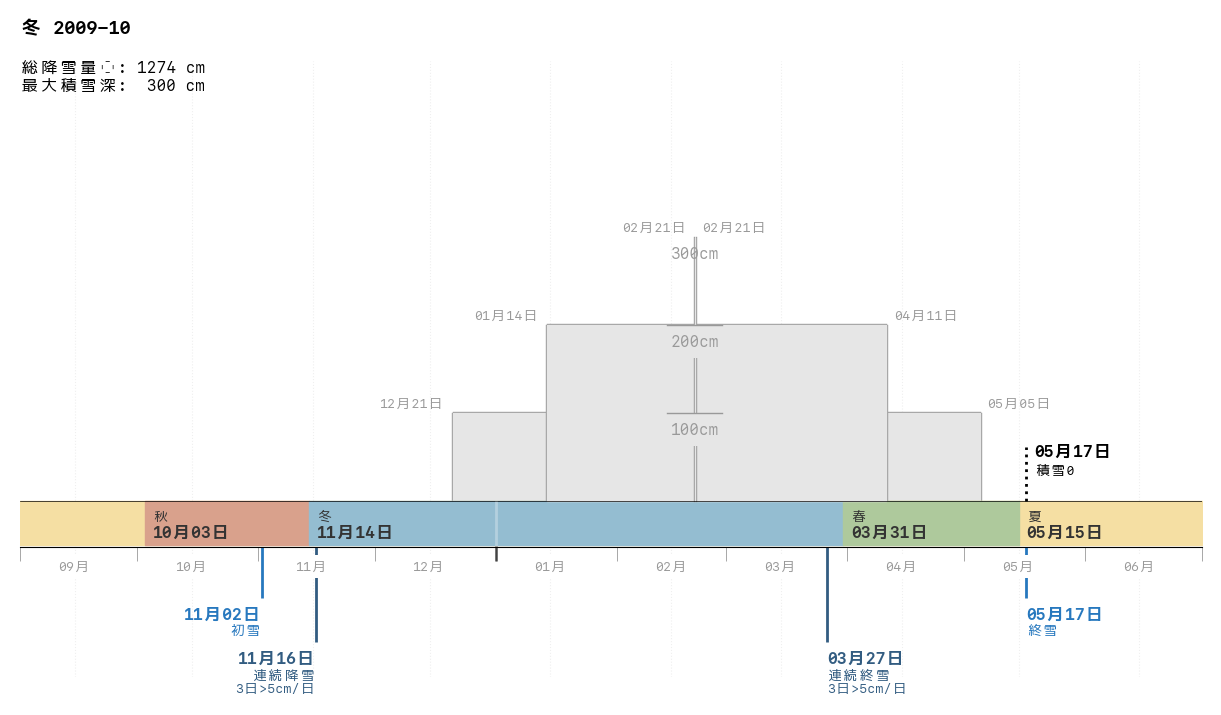 冬 2009-10
総降雪量: 1274 cm
最大積雪深: 300 cm
02月21日 02月21日
300cm
01月14日 04月11日
200cm
12月21日 05月05日
100cm
05月17日
積雪0
秋 冬 春 夏
10月03日 11月14日 03月31日 05月15日
09月 10月 11月 12月 01月 02月 03月 04月 05月 06月
11月02日 05月17日
初雪 終雪
11月16日 03月27日
連続降雪 連続終雪
3日>5cm/日 3日>5cm/日